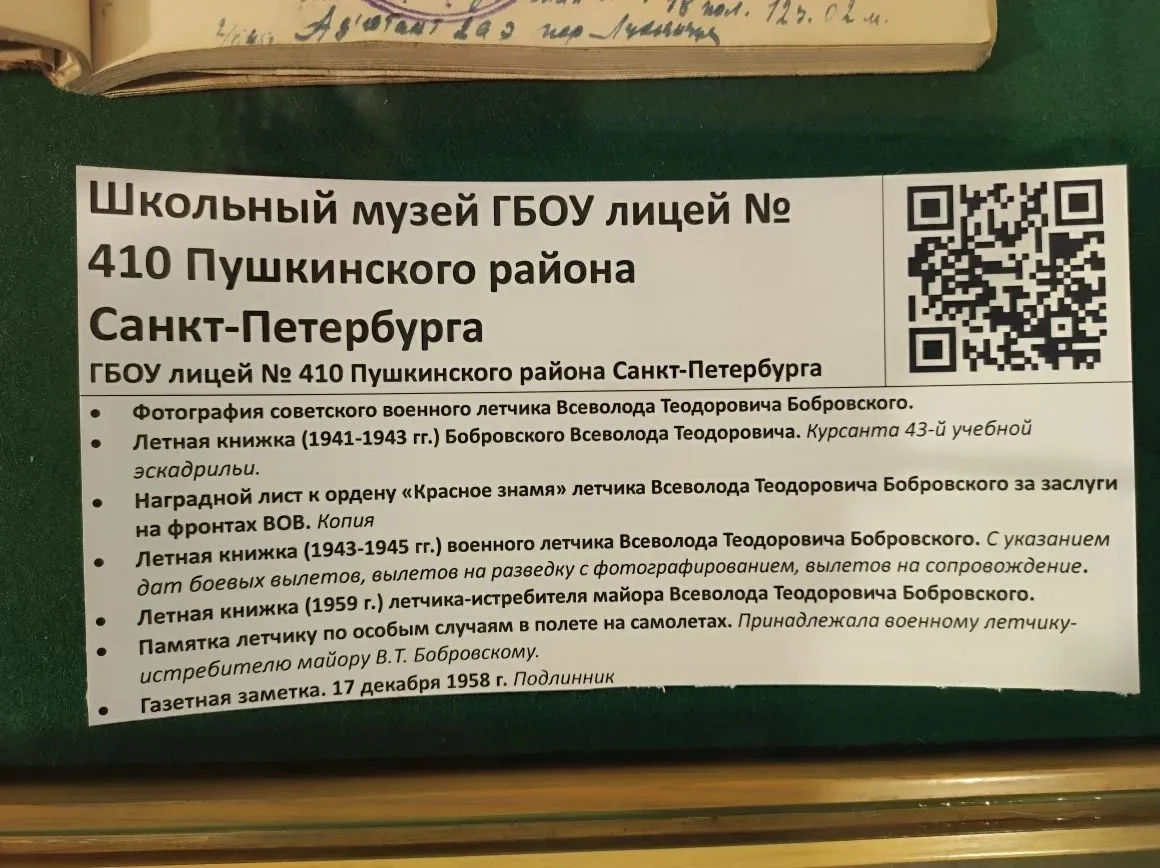 18 пол. 12ч. 02 м.
Адъютант
Школьный музей ГБОУ лицей №
410 Пушкинского района
Санкт-Петербурга
ГБОУ лицей № 410 Пушкинского района Санкт-Петербурга
• Фотография советского военного летчика Всеволода Теодоровича Бобровского.
• Летная книжка (1941-1943 гг.) Бобровского Всеволода Теодоровича. Курсанта 43-й учебной
эскадрильи.
• Наградной лист к ордену «Красное знамя» летчика Всеволода Теодоровича Бобровского за заслуги
на фронтах ВОВ. Копия
• Летная книжка (1943-1945 гг.) военного летчика Всеволода Теодоровича Бобровского. С указанием
дат боевых вылетов, вылетов на разведку с фотографированием, вылетов на сопровождение.
• Летная книжка (1959 г.) летчика-истребителя майора Всеволода Теодоровича Бобровского.
• Памятка летчику по особым случаям в полете на самолетах. Принадлежала военному летчику-
истребителю майору В.Т. Бобровскому.
• Газетная заметка. 17 декабря 1958 г. Подлинник